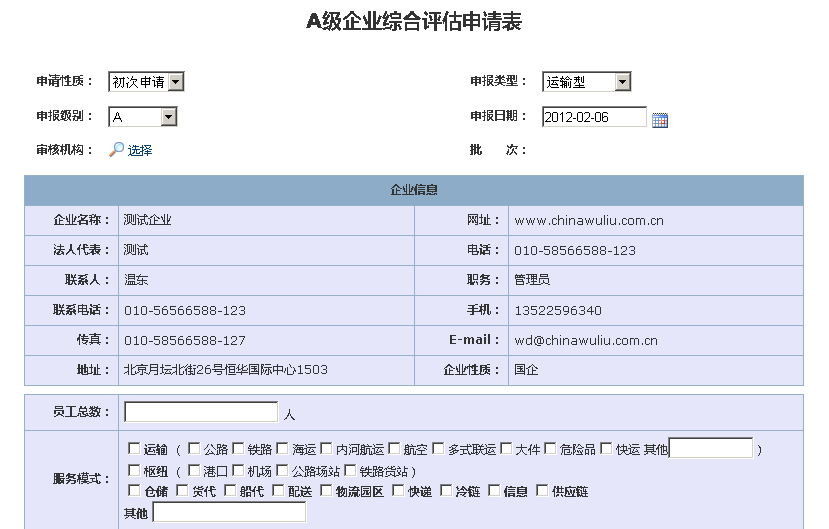 A级企业综合评估申请表
申请性质： 初次申请 申报类型： 运输型
申报级别： A 申报日期： 2012-02-06
审核机构： 选择 批 次：
企业信息
企业名称： 测试企业 网址： www.chinawuliu.com.cn
法人代表： 测试 电话： 010-58566588-123
联系人： 温东 职务： 管理员
联系电话： 010-56566588-123 手机： 13522596340
传真： 010-58566588-127 E-mail： wd@chinawuliu.com.cn
地址： 北京月坛北街26号恒华国际中心1503 企业性质： 国企
员工总数： 人
服务模式： 运输 （ 公路 铁路 海运 内河航运 航空 多式联运 大件 危险品 快运 其他 ）
枢纽 （ 港口 机场 公路场站 铁路货站 ）
仓储 货代 船代 配送 物流园区 快递 冷链 信息 供应链
其他